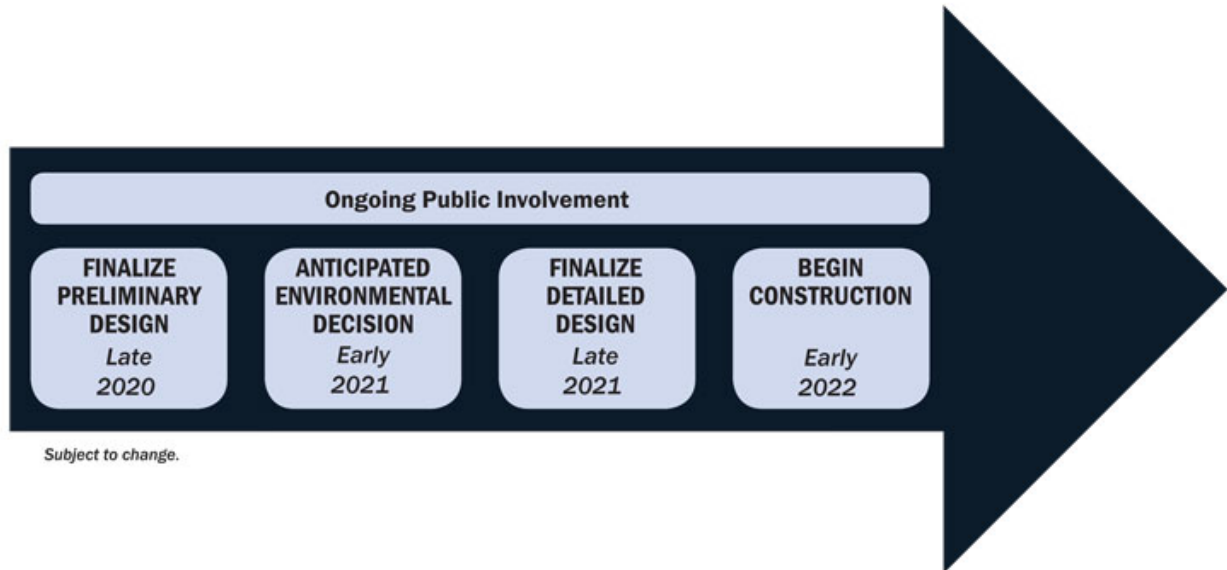 Ongoing Public Involvement
FINALIZE
PRELIMINARY
DESIGN
Late
2020
ANTICIPATED
ENVIRONMENTAL
DECISION
Early
2021
FINALIZE
DETAILED
DESIGN
Late
2021
BEGIN
CONSTRUCTION
Early
2022
Subject to change.